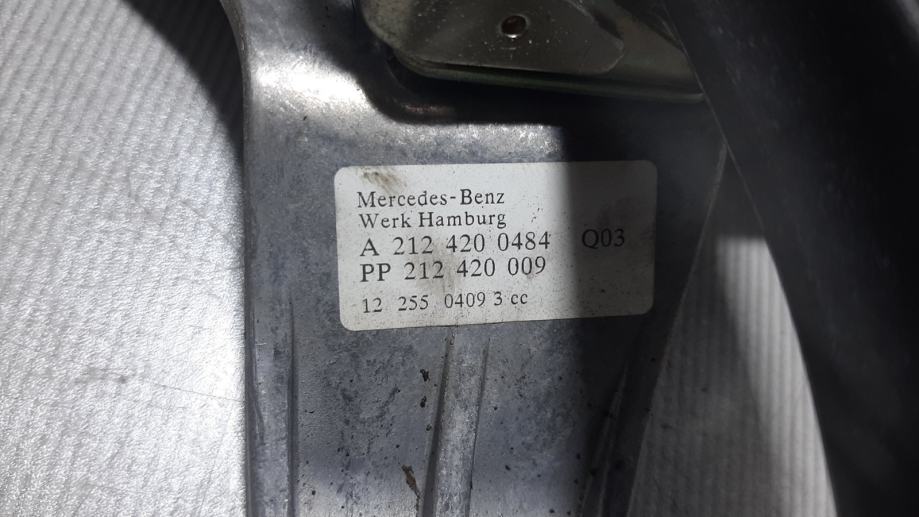 Mercedes-Benz
Werk Hamburg
A 212 420 0484 Q03
PP 212 420 009
12 255 0409 3 cc